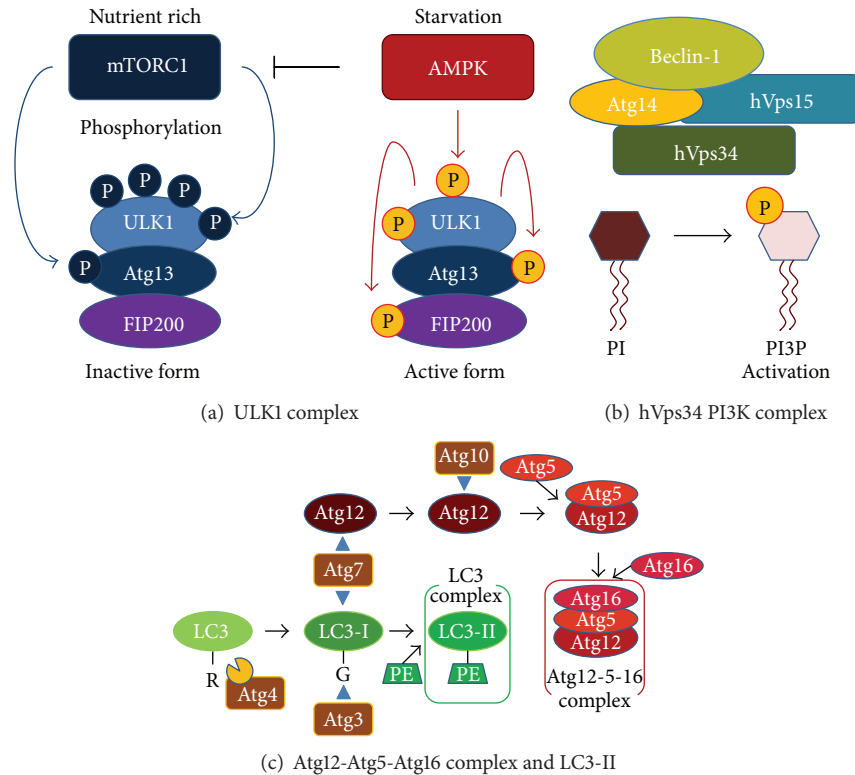 Nutrient rich
Starvation
mTORC1
AMPK
Phosphorylation
P
P
P
P
P
P
ULK1
Atg13
FIP200
Inactive form
P
P
P
P
ULK1
Atg13
FIP200
Active form
(a) ULK1 complex
Beclin-1
Atg14
hVps15
hVps34
P
PI
PI3P
Activation
(b) hVps34 PI3K complex
Atg10
Atg5
Atg12
Atg12
Atg5
Atg12
Atg7
Atg16
LC3
complex
LC3
LC3-I
LC3-II
Atg16
Atg5
Atg12
R
G
PE
PE
Atg4
Atg3
Atg12-5-16
complex
(c) Atg12-Atg5-Atg16 complex and LC3-II